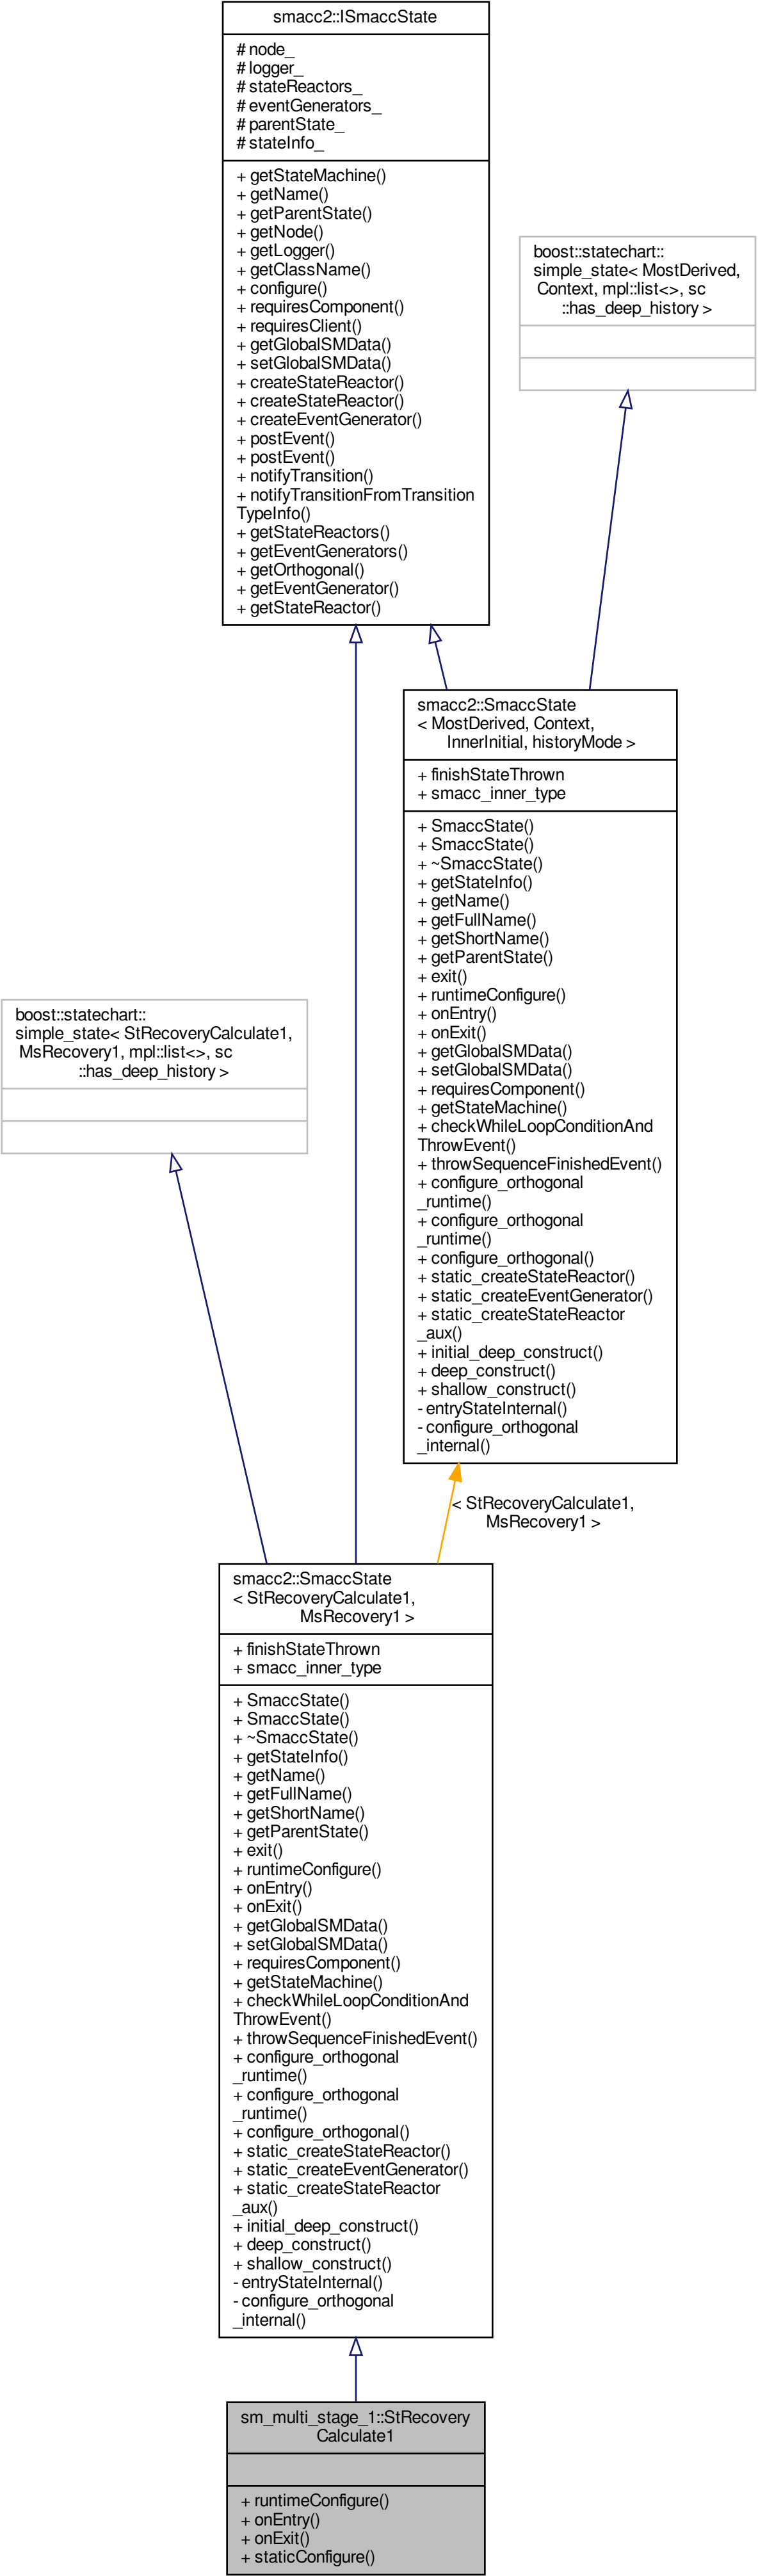 smacc2::ISmaccState
# node_
# logger_
# stateReactors_
# eventGenerators_
# parentState_
# stateInfo_
+ getStateMachine()
+ getName()
+ getParentState()
+ getNode()
+ getLogger()
+ getClassName()
+ configure()
+ requiresComponent()
+ requiresClient()
+ getGlobalSMData()
+ setGlobalSMData()
+ createStateReactor()
+ createStateReactor()
+ createEventGenerator()
+ postEvent()
+ postEvent()
+ notifyTransition()
+ notifyTransitionFromTransition
TypeInfo()
+ getStateReactors()
+ getEventGenerators()
+ getOrthogonal()
+ getEventGenerator()
+ getStateReactor()
boost::statechart::
simple_state< MostDerived,
Context, mpl::list<>, sc
::has_deep_history >
smacc2::SmaccState
< MostDerived, Context,
InnerInitial, historyMode >
+ finishStateThrown
+ smacc_inner_type
+ SmaccState()
+ SmaccState()
+ ~SmaccState()
+ getStateInfo()
+ getName()
+ getFullName()
+ getShortName()
+ getParentState()
+ exit()
+ runtimeConfigure()
+ onEntry()
+ onExit()
+ getGlobalSMData()
+ setGlobalSMData()
+ requiresComponent()
+ getStateMachine()
+ checkWhileLoopConditionAnd
ThrowEvent()
+ throwSequenceFinishedEvent()
+ configure_orthogonal
_runtime()
+ configure_orthogonal
_runtime()
+ configure_orthogonal()
+ static_createStateReactor()
+ static_createEventGenerator()
+ static_createStateReactor
_aux()
+ initial_deep_construct()
+ deep_construct()
+ shallow_construct()
- entryStateInternal()
- configure_orthogonal
_internal()
boost::statechart::
simple_state< StRecoveryCalculate1,
MsRecovery1, mpl::list<>, sc
::has_deep_history >
< StRecoveryCalculate1,
MsRecovery1 >
smacc2::SmaccState
< StRecoveryCalculate1,
MsRecovery1 >
+ finishStateThrown
+ smacc_inner_type
+ SmaccState()
+ SmaccState()
+ ~SmaccState()
+ getStateInfo()
+ getName()
+ getFullName()
+ getShortName()
+ getParentState()
+ exit()
+ runtimeConfigure()
+ onEntry()
+ onExit()
+ getGlobalSMData()
+ setGlobalSMData()
+ requiresComponent()
+ getStateMachine()
+ checkWhileLoopConditionAnd
ThrowEvent()
+ throwSequenceFinishedEvent()
+ configure_orthogonal
_runtime()
+ configure_orthogonal
_runtime()
+ configure_orthogonal()
+ static_createStateReactor()
+ static_createEventGenerator()
+ static_createStateReactor
_aux()
+ initial_deep_construct()
+ deep_construct()
+ shallow_construct()
- entryStateInternal()
- configure_orthogonal
_internal()
sm_multi_stage_1::StRecovery
Calculate1
+ runtimeConfigure()
+ onEntry()
+ onExit()
+ staticConfigure()